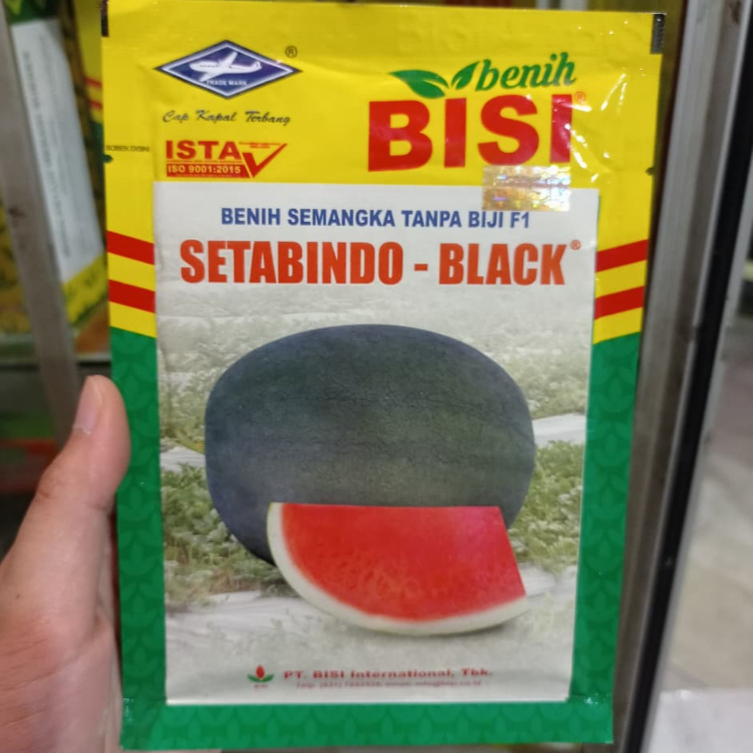 TRADE MARK
®
Cap Kapal Terbang
ISTA
ISO 9001:2015
benih
BISI®
BENIH SEMANGKA TANPA BIJI F1
SETABINDO - BLACK®
PT. BISI International, Tbk.